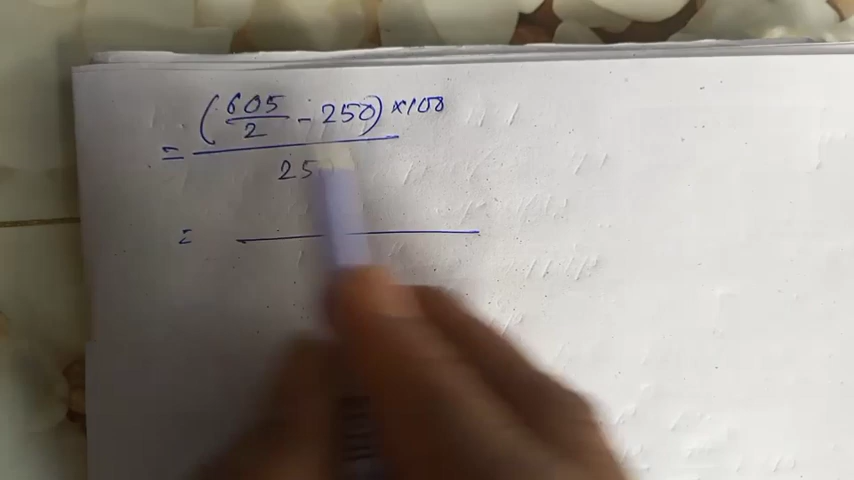 (605/2 - 250) ×100
= ───────
25
= ───────